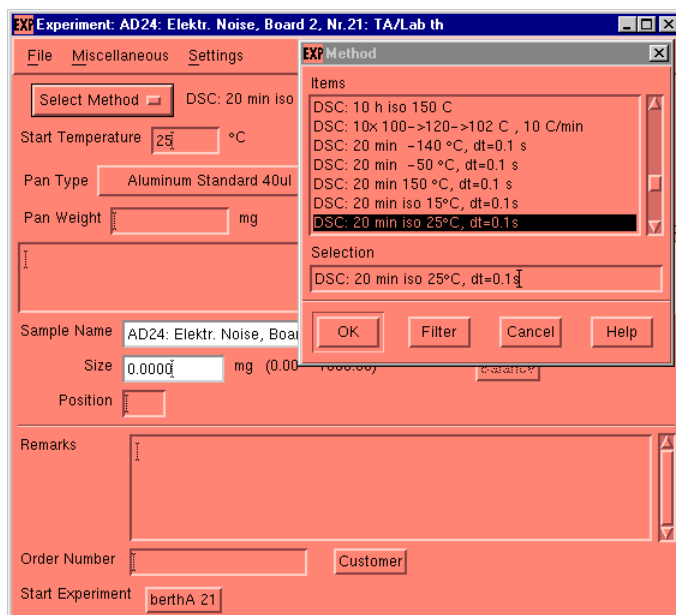 EXP Experiment: AD24: Elektr. Noise, Board 2, Nr.21: TA/Lab th
File Miscellaneous Settings
Select Method DSC: 20 min iso
Start Temperature 25 °C
Pan Type Aluminum Standard 40ul
Pan Weight mg
EXP Method
Items
DSC: 10 h iso 150 C
DSC: 10x 100->120->102 C , 10 C/min
DSC: 20 min -140 °C, dt=0.1 s
DSC: 20 min -50 °C, dt=0.1 s
DSC: 20 min 150 °C, dt=0.1 s
DSC: 20 min iso 15°C, dt=0.1s
DSC: 20 min iso 25°C, dt=0.1s
Selection
DSC: 20 min iso 25°C, dt=0.1s
OK Filter Cancel Help
Sample Name AD24: Elektr. Noise, Boar
Size 0.0000 mg (0.00
Position
Remarks
Order Number Customer
Start Experiment berthA 21